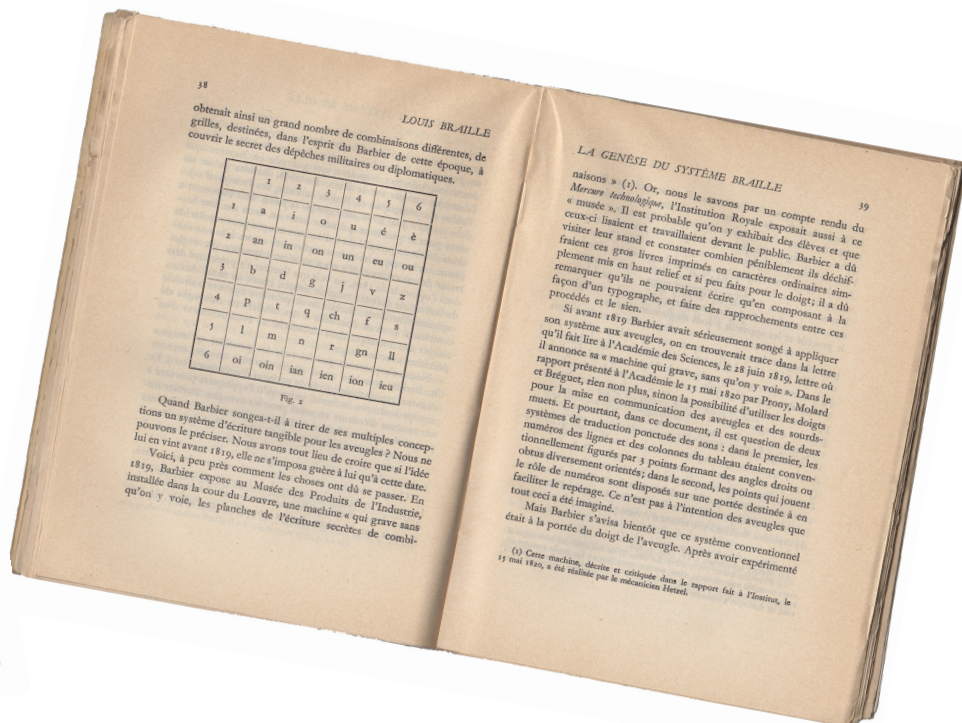 38
LOUIS BRAILLE
obtenait ainsi un grand nombre de combinaisons différentes, de
grilles, destinées, dans l'esprit du Barbier de cette époque, à
couvrir le secret des dépêches militaires ou diplomatiques.
1 2 3 4 5 6
1 a i o u é è
2 an in on un eu ou
3 b d g j v z
4 p t q ch f s
5 l m n r gn ll
6 oi oin ian ien ion ieu
Fig. 2
Quand Barbier songea-t-il à tirer de ses multiples concep-
tions un système d'écriture tangible pour les aveugles ? Nous ne
pouvons le préciser. Nous avons tout lieu de croire que si l'idée
lui en vint avant 1819, elle ne s'imposa guère à lui qu'à cette date.
Voici, à peu près comment les choses ont dû se passer. En
1819, Barbier expose au Musée des Produits de l'Industrie,
installée dans la cour du Louvre, une machine « qui grave sans
qu'on y voie, les planches de l'écriture secrètes de combi-
LA GENÈSE DU SYSTÈME BRAILLE
39
naisons » (1). Or, nous le savons par un compte rendu du
Mercure technologique, l'Institution Royale exposait aussi à ce
« musée ». Il est probable qu'on y exhibait des élèves et que
ceux-ci lisaient et travaillaient devant le public. Barbier a dû
visiter leur stand et constater combien péniblement ils déchif-
fraient ces gros livres imprimés en caractères ordinaires sim-
plement mis en haut relief et si peu faits pour le doigt; il a dû
remarquer qu'ils ne pouvaient écrire qu'en composant à la
façon d'un typographe, et faire des rapprochements entre ces
procédés et le sien.
Si avant 1819 Barbier avait sérieusement songé à appliquer
son système aux aveugles, on en trouverait trace dans la lettre
qu'il fait lire à l'Académie des Sciences, le 28 juin 1819, lettre où
il annonce sa « machine qui grave, sans qu'on y voie ». Dans le
rapport présenté à l'Académie le 15 mai 1820 par Prony, Molard
et Bréguet, rien non plus, sinon la possibilité d'utiliser les doigts
pour la mise en communication des aveugles et des sourds-
muets. Et pourtant, dans ce document, il est question de deux
systèmes de traduction ponctuée des sons : dans le premier, les
numéros des lignes et des colonnes du tableau étaient conven-
tionnellement figurés par 3 points formant des angles droits ou
obtus diversement orientés; dans le second, les points qui jouent
le rôle de numéros sont disposés sur une portée destinée à en
faciliter le repérage. Ce n'est pas à l'intention des aveugles que
tout ceci a été imaginé.
Mais Barbier s'avisa bientôt que ce système conventionnel
était à la portée du doigt de l'aveugle. Après avoir expérimenté
(1) Cette machine, décrite et critiquée dans le rapport fait à l'Institut, le
15 mai 1820, a été réalisée par le mécanicien Hetzel.